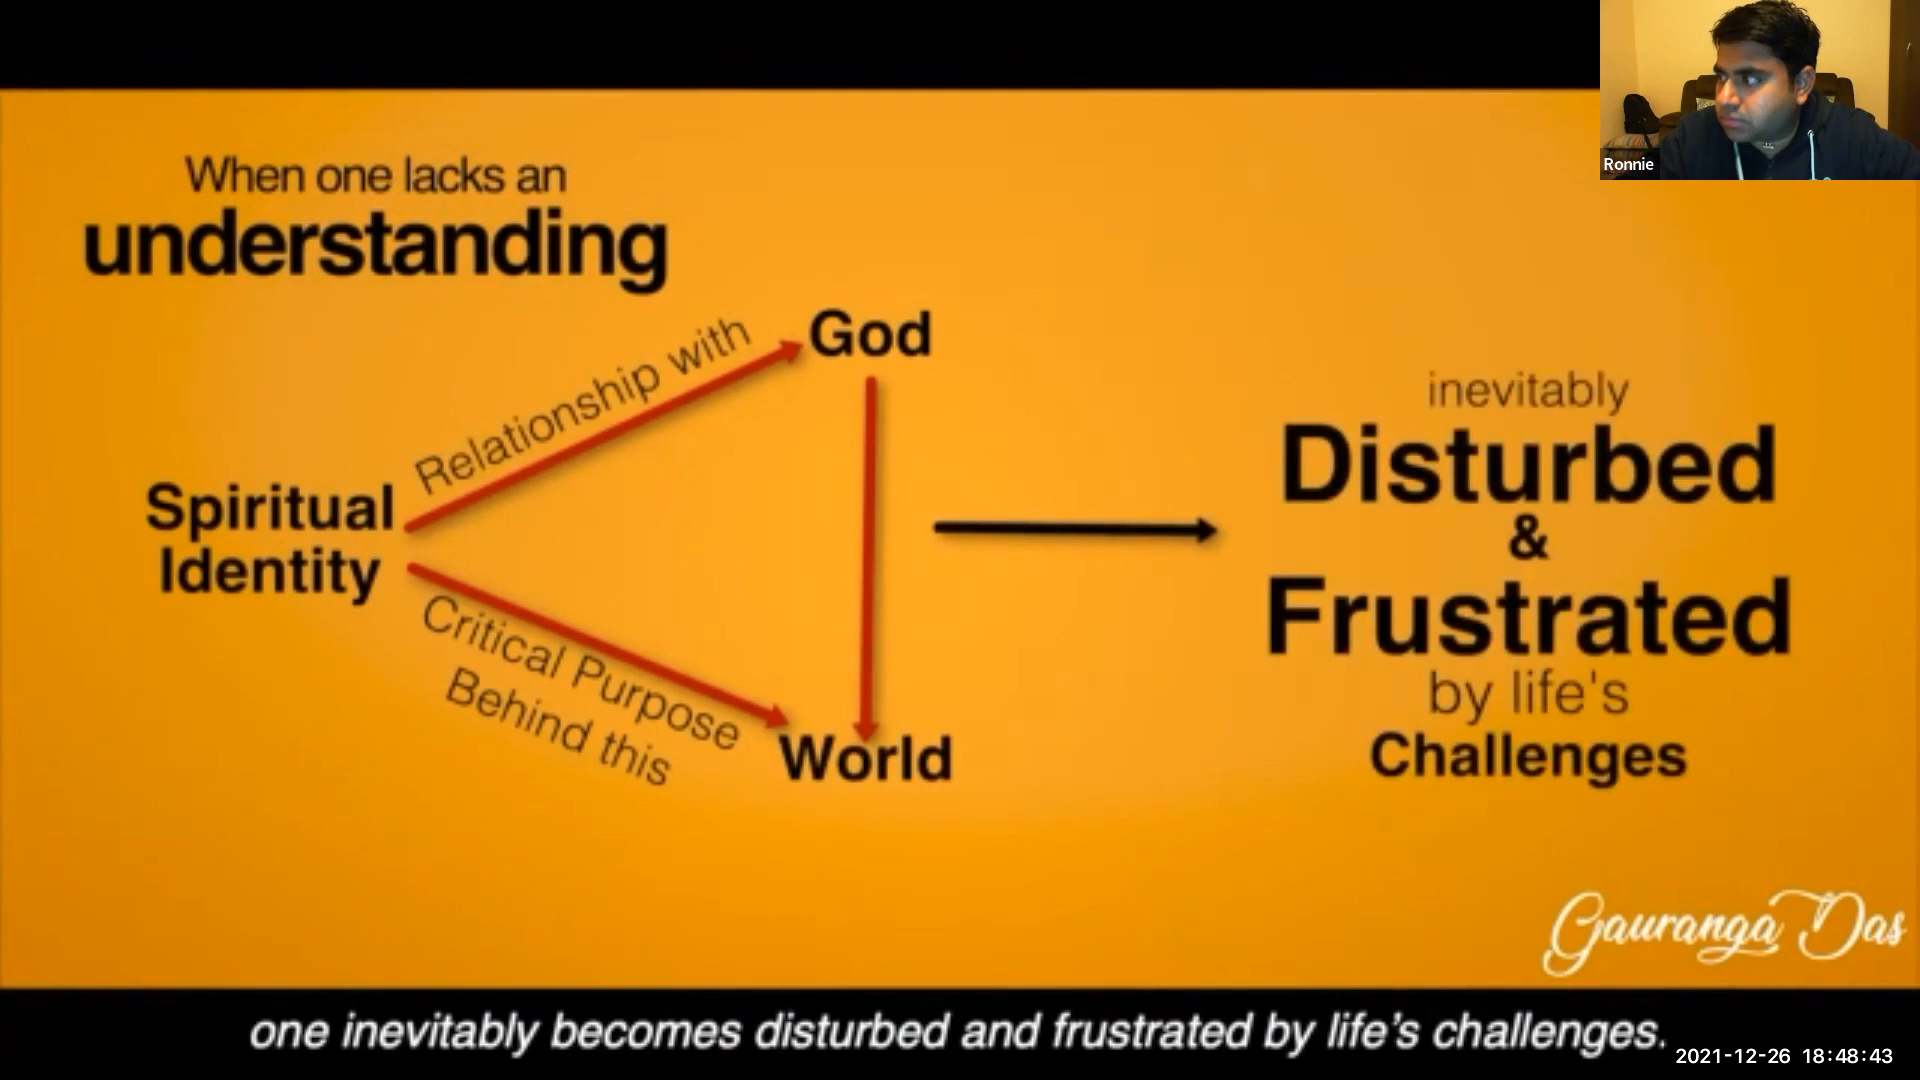 Ronnie
When one lacks an
understanding
Relationship with
God
Spiritual
Identity
Critical Purpose
Behind this
World
inevitably
Disturbed
&
Frustrated
by life's
Challenges
Gauranga Das
one inevitably becomes disturbed and frustrated by life's challenges.
2021-12-26 18:48:43